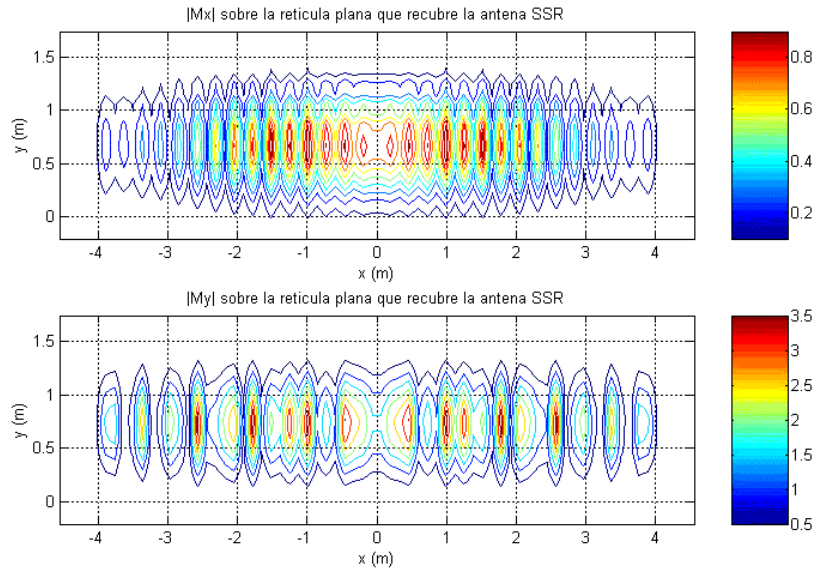 |Mx| sobre la reticula plana que recubre la antena SSR
1.5
1
0.5
0
y (m)
-4 -3 -2 -1 0 1 2 3 4
x (m)
0.8
0.6
0.4
0.2
|My| sobre la reticula plana que recubre la antena SSR
1.5
1
0.5
0
y (m)
-4 -3 -2 -1 0 1 2 3 4
x (m)
3.5
3
2.5
2
1.5
1
0.5